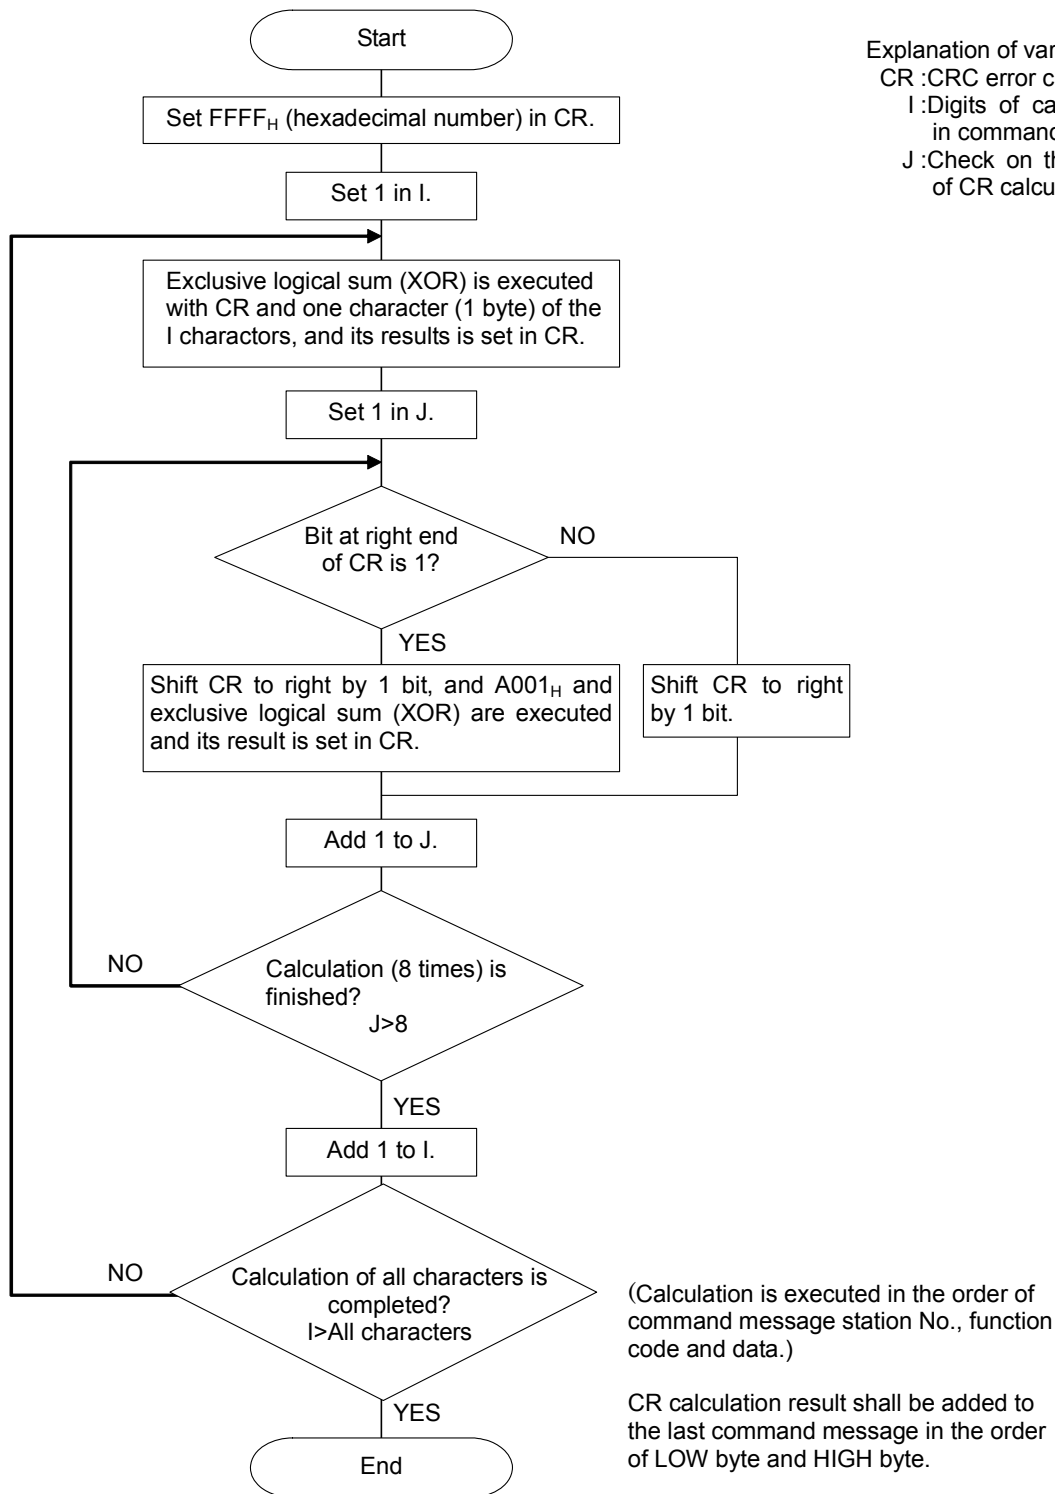 Start
Explanation of var
CR :CRC error c
I :Digits of ca
in command
J :Check on th
of CR calcu
Set FFFFH (hexadecimal number) in CR.
Set 1 in I.
Exclusive logical sum (XOR) is executed
with CR and one character (1 byte) of the
I charactors, and its results is set in CR.
Set 1 in J.
Bit at right end
of CR is 1?
NO
YES
Shift CR to right by 1 bit, and A001H and
exclusive logical sum (XOR) are executed
and its result is set in CR.
Shift CR to right
by 1 bit.
Add 1 to J.
NO
Calculation (8 times) is
finished?
J>8
YES
Add 1 to I.
NO
Calculation of all characters is
completed?
I>All characters
YES
End
(Calculation is executed in the order of
command message station No., function
code and data.)
CR calculation result shall be added to
the last command message in the order
of LOW byte and HIGH byte.